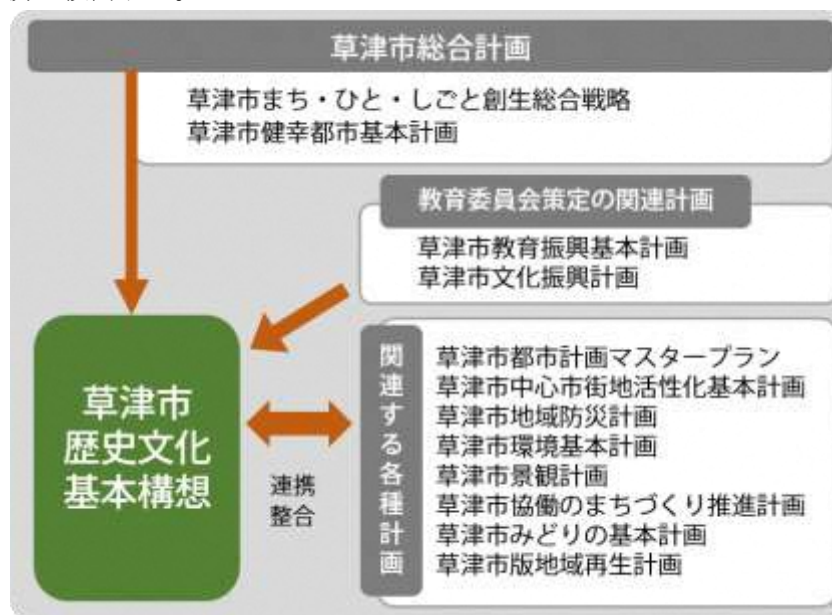 草津市総合計画
草津市まち・ひと・しごと創生総合戦略
草津市健幸都市基本計画
教育委員会策定の関連計画
草津市教育振興基本計画
草津市文化振興計画
草津市
歴史文化
基本構想
連携
整合
関連する各種計画
草津市都市計画マスタープラン
草津市中心市街地活性化基本計画
草津市地域防災計画
草津市環境基本計画
草津市景観計画
草津市協働のまちづくり推進計画
草津市みどりの基本計画
草津市版地域再生計画